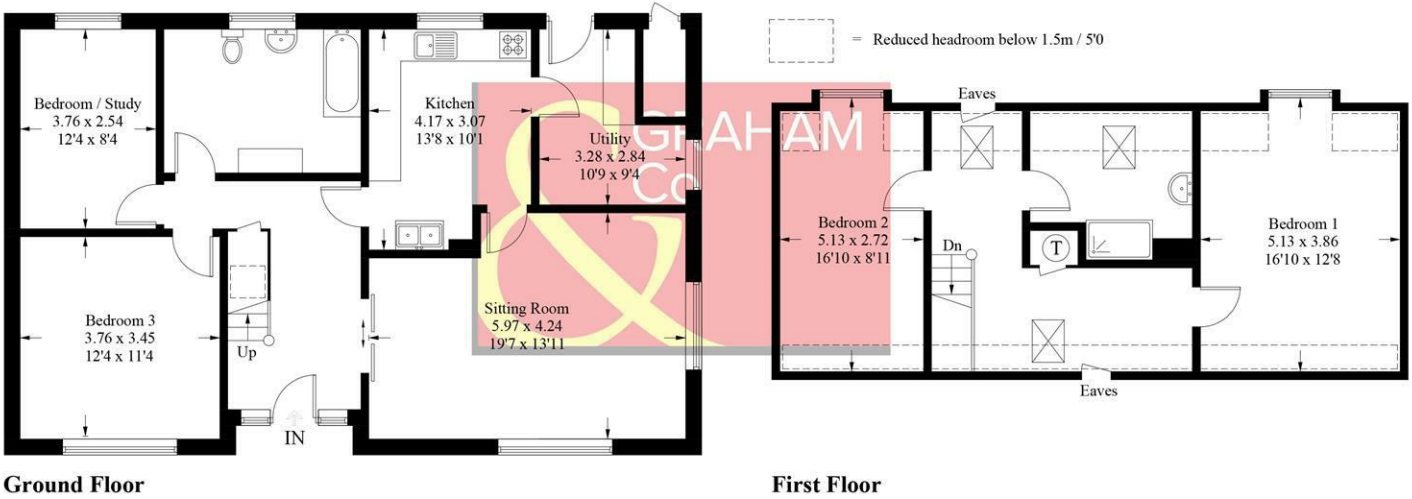 = Reduced headroom below 1.5m / 5'0
Bedroom / Study
3.76 x 2.54
12'4 x 8'4
Kitchen
4.17 x 3.07
13'8 x 10'1
Utility
3.28 x 2.84
10'9 x 9'4
GRAHAM
Co
&
Bedroom 3
3.76 x 3.45
12'4 x 11'4
Up
IN
Sitting Room
5.97 x 4.24
19'7 x 13'11
Ground Floor
Eaves
Bedroom 2
5.13 x 2.72
16'10 x 8'11
Dn
T
Bedroom 1
5.13 x 3.86
16'10 x 12'8
Eaves
First Floor